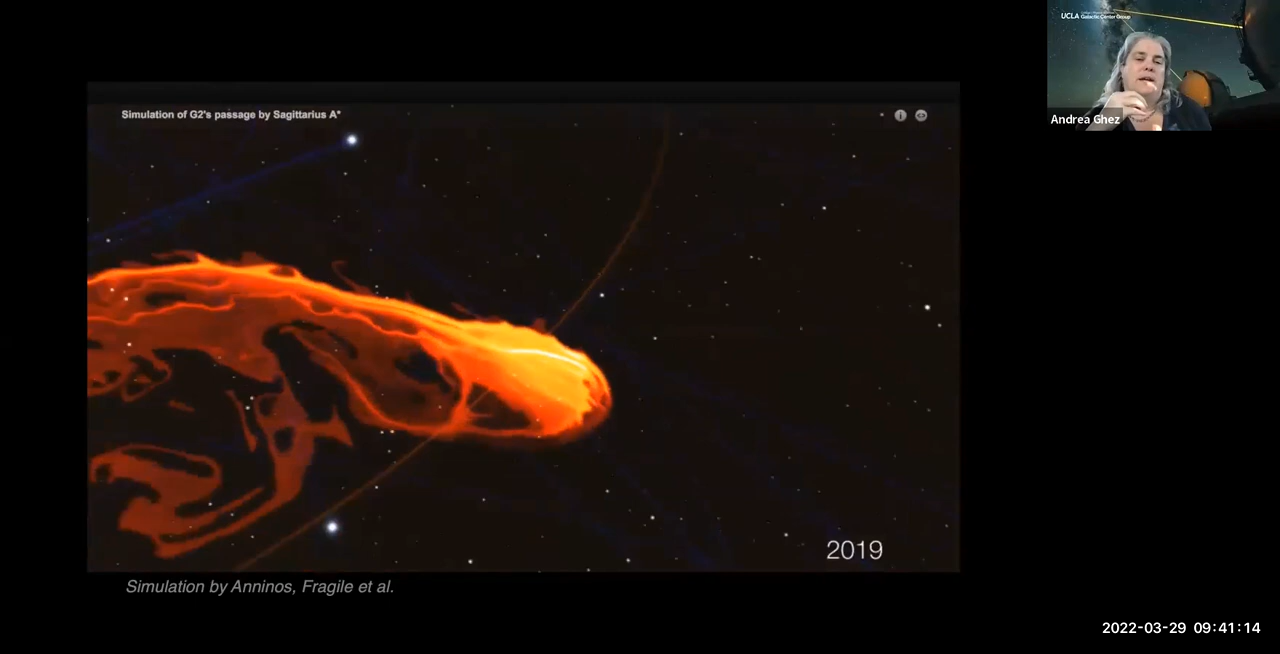 Simulation of G2's passage by Sagittarius A*
UCLA Galactic Center Group
Andrea Ghez
2019
Simulation by Anninos, Fragile et al.
2022-03-29 09:41:14